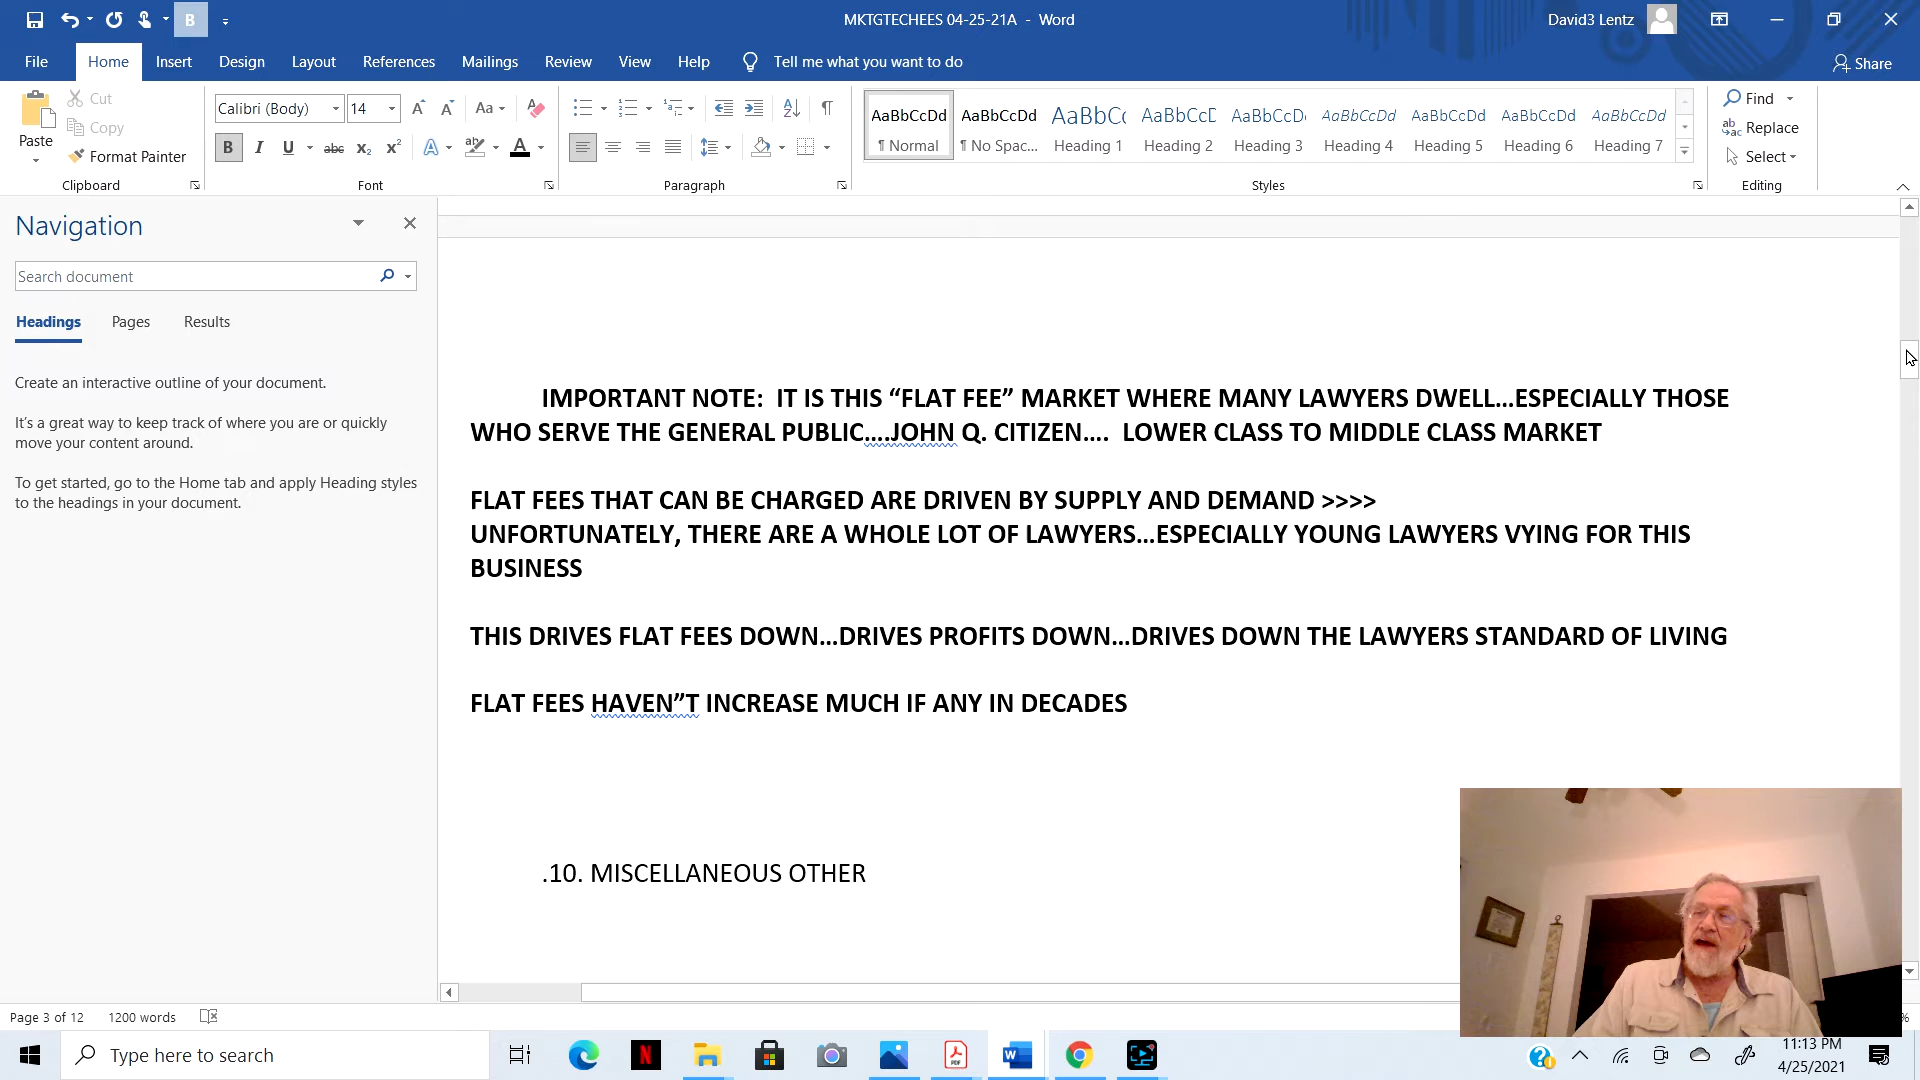 MKTGTECHEES 04-25-21A - Word
David3 Lentz
File Home Insert Design Layout References Mailings Review View Help Tell me what you want to do
Share
Paste
Cut
Copy
Format Painter
Clipboard
Calibri (Body) 14
Font
Paragraph
AaBbCcDd AaBbCcDd AaBbC( AaBbCcC AaBbCcD( AaBbCcDd AaBbCcDd AaBbCcDd AaBbCcDd
¶ Normal ¶ No Spac... Heading 1 Heading 2 Heading 3 Heading 4 Heading 5 Heading 6 Heading 7
Styles
Find
Replace
Select
Editing
Navigation
Search document
Headings Pages Results
Create an interactive outline of your document.
It's a great way to keep track of where you are or quickly
move your content around.
To get started, go to the Home tab and apply Heading styles
to the headings in your document.
IMPORTANT NOTE: IT IS THIS “FLAT FEE” MARKET WHERE MANY LAWYERS DWELL...ESPECIALLY THOSE
WHO SERVE THE GENERAL PUBLIC....JOHN Q. CITIZEN.... LOWER CLASS TO MIDDLE CLASS MARKET
FLAT FEES THAT CAN BE CHARGED ARE DRIVEN BY SUPPLY AND DEMAND >>>>
UNFORTUNATELY, THERE ARE A WHOLE LOT OF LAWYERS...ESPECIALLY YOUNG LAWYERS VYING FOR THIS
BUSINESS
THIS DRIVES FLAT FEES DOWN...DRIVES PROFITS DOWN...DRIVES DOWN THE LAWYERS STANDARD OF LIVING
FLAT FEES HAVEN”T INCREASE MUCH IF ANY IN DECADES
.10. MISCELLANEOUS OTHER
Page 3 of 12 1200 words
Type here to search
11:13 PM
4/25/2021